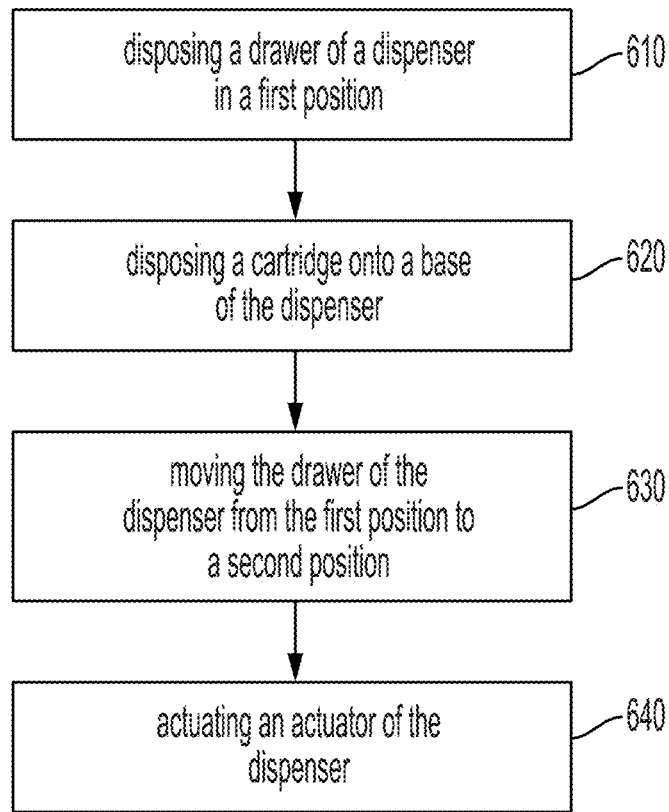 disposing a drawer of a dispenser
in a first position
610
disposing a cartridge onto a base
of the dispenser
620
moving the drawer of the
dispenser from the first position to
a second position
630
actuating an actuator of the
dispenser
640